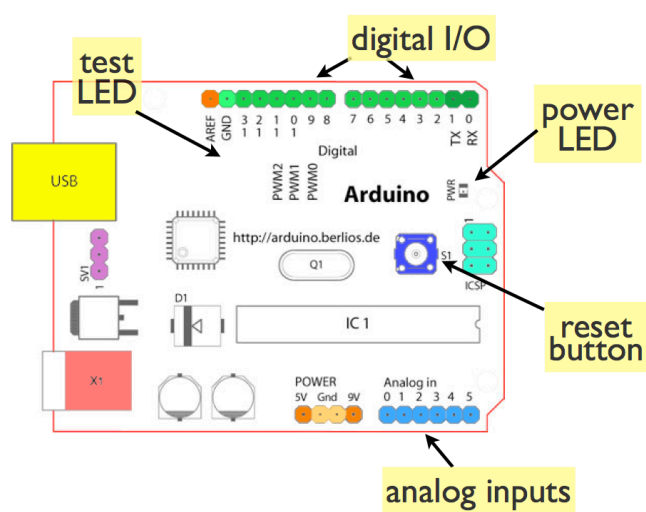 digital I/O
test
LED
AREF GND 13 12 11 10 9 8 7 6 5 4 3 2 1 0
TX RX
power
LED
Digital
PWM2 PWM1 PWM0
USB
Arduino
PWR
1
http://arduino.berlios.de
Q1
S1
ICSP
SV1
1
D1
IC 1
reset
button
X1
POWER
5V Gnd 9V
Analog in
0 1 2 3 4 5
analog inputs